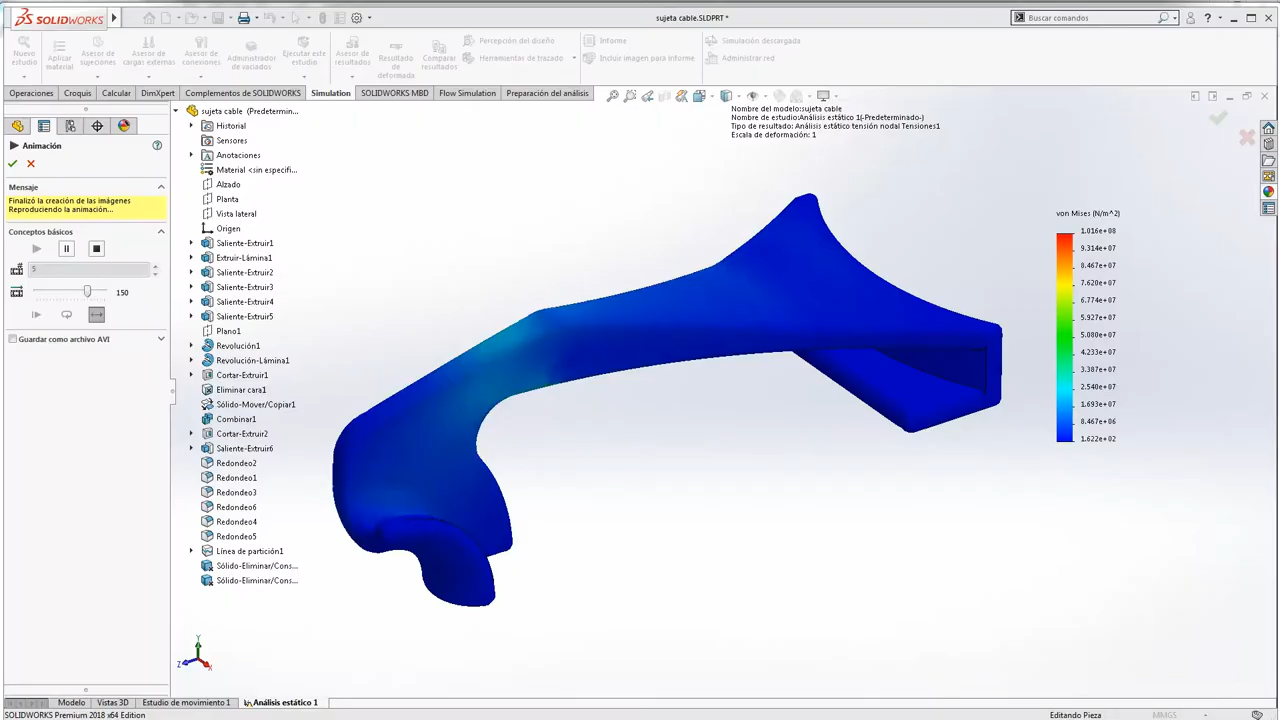 SOLIDWORKS
sujeta cable.SLDPRT *
Buscar comandos
Nuevo estudio
Aplicar material
Asesor de sujeciones
Asesor de cargas externas
Asesor de conexiones
Administrador de vaciados
Ejecutar este estudio
Asesor de resultados
Resultado de deformada
Comparar resultados
Percepción del diseño
Herramientas de trazado
Informe
Incluir imagen para informe
Simulación descargada
Administrar red
Operaciones
Croquis
Calcular
DimXpert
Complementos de SOLIDWORKS
Simulation
SOLIDWORKS MBD
Flow Simulation
Preparación del análisis
Animación
Mensaje
Finalizó la creación de las imágenes
Reproduciendo la animación...
Conceptos básicos
5
150
Guardar como archivo AVI
sujeta cable (Predetermin...
Historial
Sensores
Anotaciones
Material <sin especifi...
Alzado
Planta
Vista lateral
Origen
Saliente-Extruir1
Extruir-Lámina1
Saliente-Extruir2
Saliente-Extruir3
Saliente-Extruir4
Saliente-Extruir5
Plano1
Revolución1
Revolución-Lámina1
Cortar-Extruir1
Eliminar cara1
Sólido-Mover/Copiar1
Combinar1
Cortar-Extruir2
Saliente-Extruir6
Redondeo2
Redondeo1
Redondeo3
Redondeo6
Redondeo4
Redondeo5
Línea de partición1
Sólido-Eliminar/Cons...
Sólido-Eliminar/Cons...
Nombre del modelo:sujeta cable
Nombre de estudio:Análisis estático 1(-Predeterminado-)
Tipo de resultado: Análisis estático tensión nodal Tensiones1
Escala de deformación: 1
von Mises (N/m^2)
1.016e+08
9.314e+07
8.467e+07
7.620e+07
6.774e+07
5.927e+07
5.080e+07
4.233e+07
3.387e+07
2.540e+07
1.693e+07
8.467e+06
1.622e+02
Y
Z
X
Modelo
Vistas 3D
Estudio de movimiento 1
Análisis estático 1
SOLIDWORKS Premium 2018 x64 Edition
Editando Pieza
MMGS